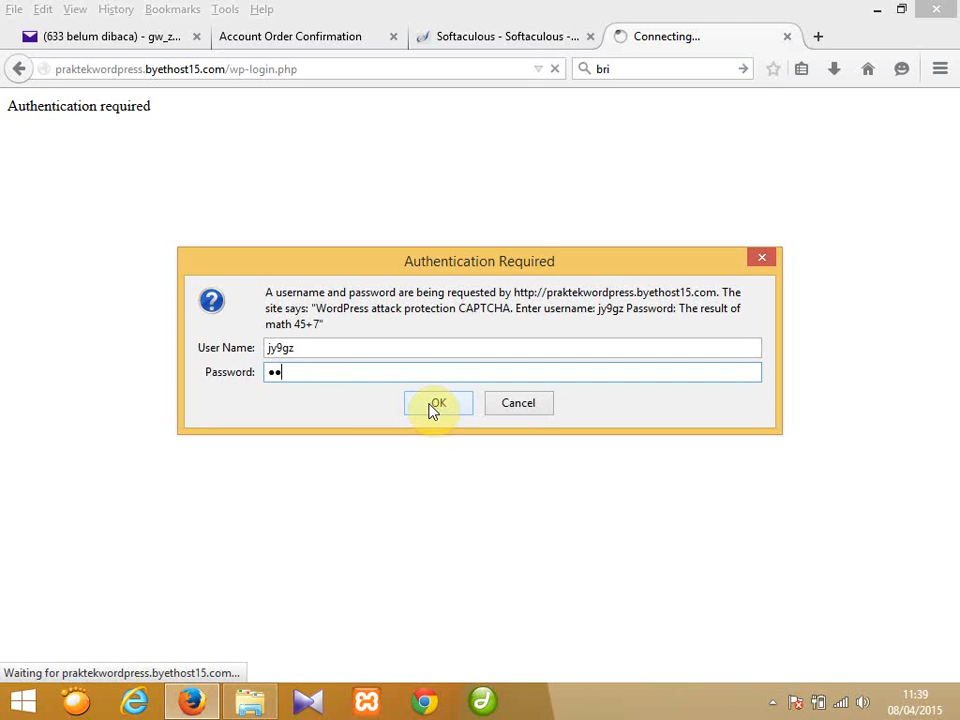 File Edit View History Bookmarks Tools Help
(633 belum dibaca) - gw_z... Account Order Confirmation Softaculous - Softaculous -... Connecting...
praktekwordpress.byethost15.com/wp-login.php bri
Authentication required
Authentication Required
A username and password are being requested by http://praktekwordpress.byethost15.com. The
site says: "WordPress attack protection CAPTCHA. Enter username: jy9gz Password: The result of
math 45+7"
User Name: jy9gz
Password: ●●
OK Cancel
Waiting for praktekwordpress.byethost15.com...
11:39
08/04/2015